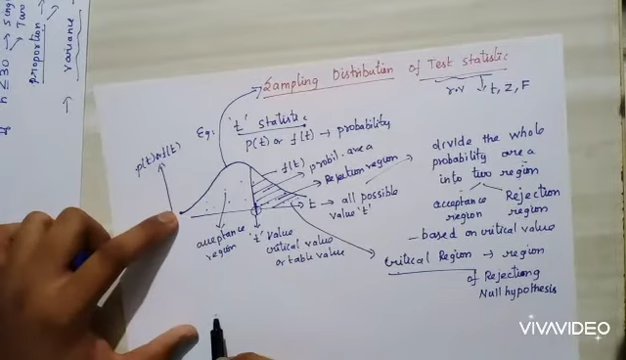 n ≥ 30
proportion
variance
Sampling Distribution of Test statistic
r.v
t, Z, F
Eg:
't' statistic
p(t) or f(t) → probability
p(t) or f(t)
f(t)
probil. area
Rejection region
t → all possible
value 't'
acceptance
region
't' value
critical value
or table value
divide the whole
probability area
into two region
acceptance
region
Rejection
region
- based on critical value
Critical Region → region
of Rejecting
Null hypothesis
VIVAVIDEO